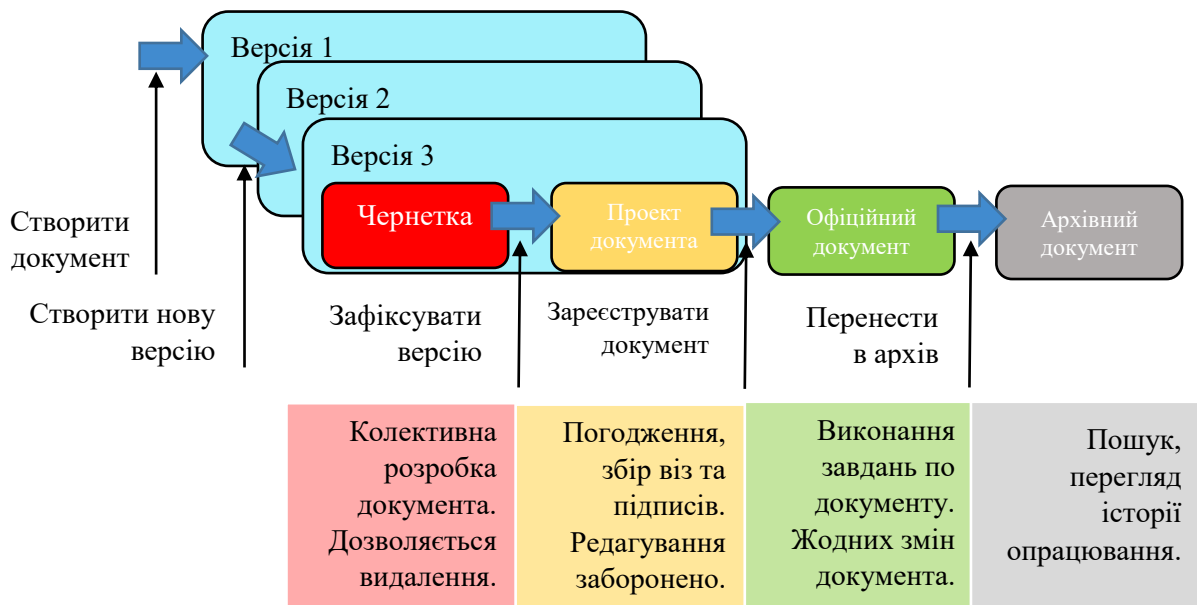 Версія 1
Версія 2
Версія 3
Чернетка
Проект
документа
Офіційний
документ
Архівний
документ
Створити
документ
Створити нову
версію
Зафіксувати
версію
Зареєструвати
документ
Перенести
в архів
Колективна
розробка
документа.
Дозволяється
видалення.
Погодження,
збір віз та
підписів.
Редагування
заборонено.
Виконання
завдань по
документу.
Жодних змін
документа.
Пошук,
перегляд
історії
опрацювання.